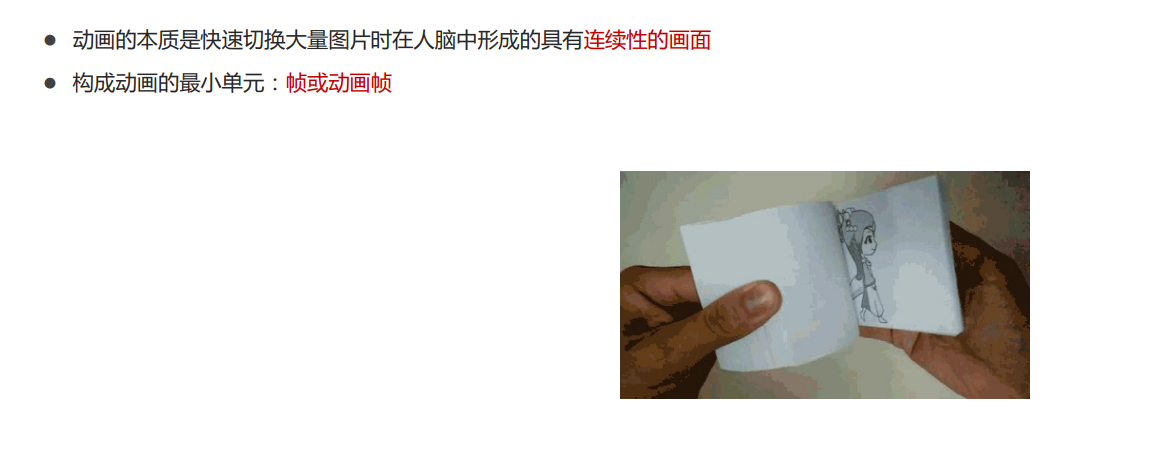 动画的本质是快速切换大量图片时在人脑中形成的具有连续性的画面
构成动画的最小单元：帧或动画帧